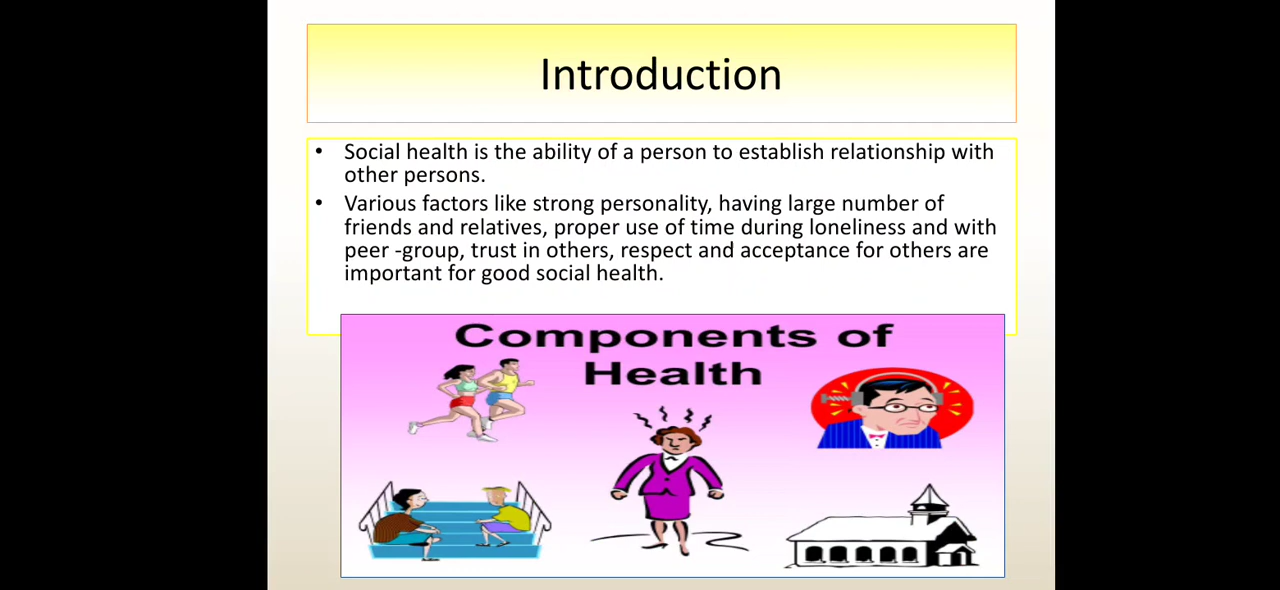 Introduction
• Social health is the ability of a person to establish relationship with
other persons.
• Various factors like strong personality, having large number of
friends and relatives, proper use of time during loneliness and with
peer -group, trust in others, respect and acceptance for others are
important for good social health.
Components of
Health